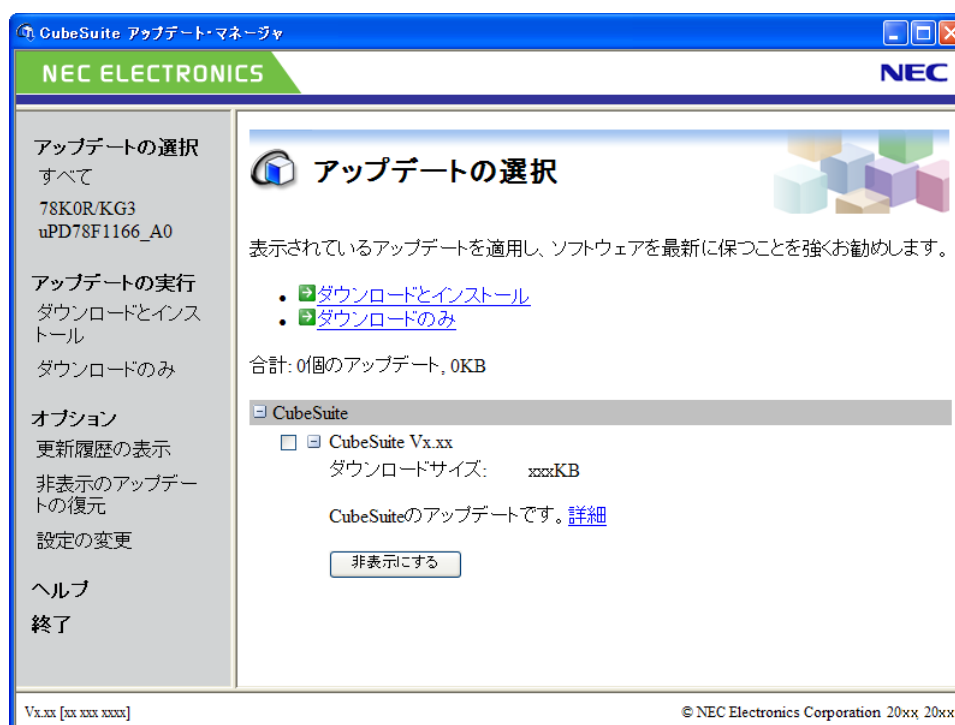 CubeSuite アップデート・マネージャ
NEC ELECTRONICS
NEC
アップデートの選択
すべて
78K0R/KG3
uPD78F1166_A0
アップデートの実行
ダウンロードとインス
トール
ダウンロードのみ
オプション
更新履歴の表示
非表示のアップデー
トの復元
設定の変更
ヘルプ
終了
アップデートの選択
表示されているアップデートを適用し、ソフトウェアを最新に保つことを強くお勧めします。
ダウンロードとインストール
ダウンロードのみ
合計: 0個のアップデート, 0KB
CubeSuite
CubeSuite Vx.xx
ダウンロードサイズ: xxxKB
CubeSuiteのアップデートです。詳細
非表示にする
Vx.xx [xx xxx xxxx]
© NEC Electronics Corporation 20xx, 20xx